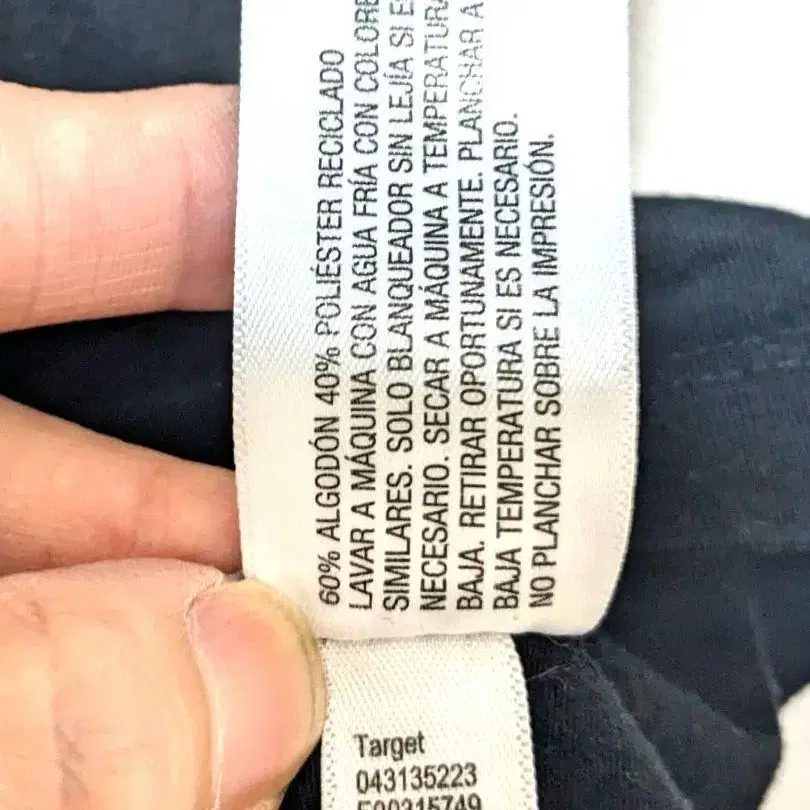 60% ALGODÓN 40% POLIÉSTER RECICLADO
LAVAR A MÁQUINA CON AGUA FRÍA CON
SIMILARES. SOLO BLANQUEADOR SIN LEJÍA SI
NECESARIO. SECAR A MÁQUINA A TEMPERATURA
BAJA. RETIRAR OPORTUNAMENTE. PLANCHAR A
BAJA TEMPERATURA SI ES NECESARIO.
NO PLANCHAR SOBRE LA IMPRESIÓN.
Target
043135223